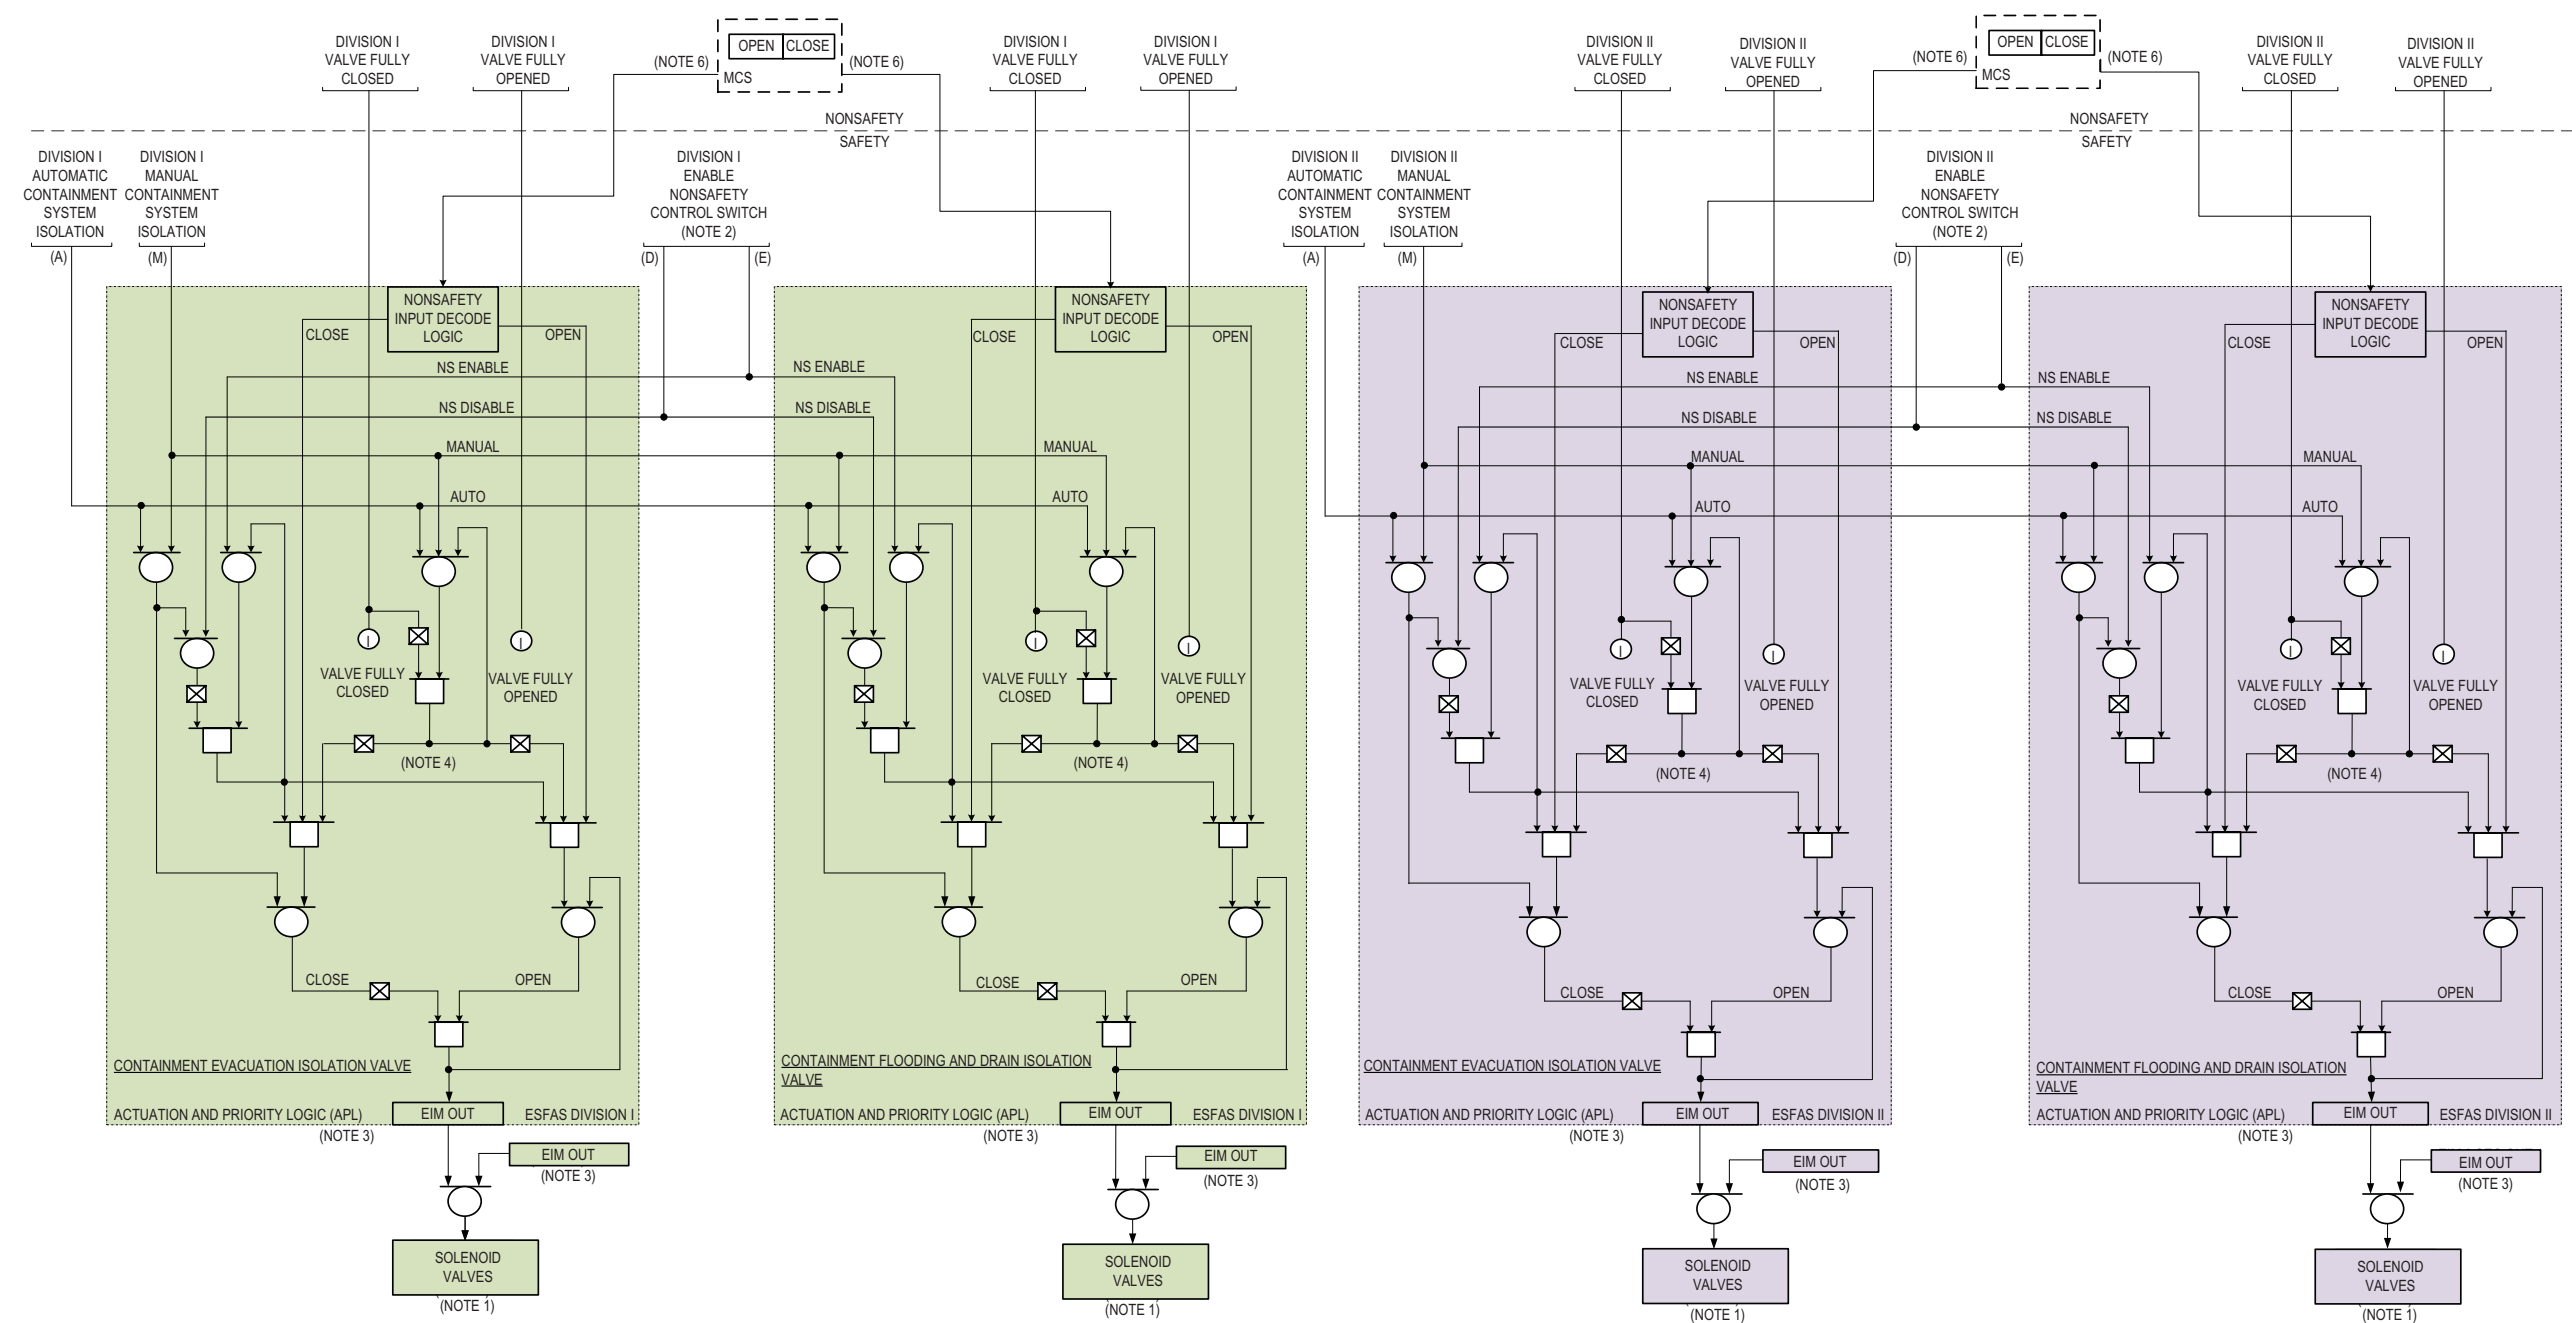 DIVISION I
VALVE FULLY
CLOSED
DIVISION I
VALVE FULLY
OPENED
(NOTE 6)
OPEN
CLOSE
MCS
(NOTE 6)
DIVISION I
VALVE FULLY
CLOSED
DIVISION I
VALVE FULLY
OPENED
DIVISION II
VALVE FULLY
CLOSED
DIVISION II
VALVE FULLY
OPENED
(NOTE 6)
OPEN
CLOSE
MCS
(NOTE 6)
DIVISION II
VALVE FULLY
CLOSED
DIVISION II
VALVE FULLY
OPENED
NONSAFETY
SAFETY
NONSAFETY
SAFETY
DIVISION I
AUTOMATIC
CONTAINMENT
SYSTEM
ISOLATION
(A)
DIVISION I
MANUAL
CONTAINMENT
SYSTEM
ISOLATION
(M)
DIVISION I
ENABLE
NONSAFETY
CONTROL SWITCH
(NOTE 2)
(D)
(E)
DIVISION II
AUTOMATIC
CONTAINMENT
SYSTEM
ISOLATION
(A)
DIVISION II
MANUAL
CONTAINMENT
SYSTEM
ISOLATION
(M)
DIVISION II
ENABLE
NONSAFETY
CONTROL SWITCH
(NOTE 2)
(D)
(E)
NONSAFETY
INPUT DECODE
LOGIC
CLOSE
OPEN
NS ENABLE
NS DISABLE
MANUAL
AUTO
VALVE FULLY
CLOSED
VALVE FULLY
OPENED
(NOTE 4)
CLOSE
OPEN
CONTAINMENT EVACUATION ISOLATION VALVE
ACTUATION AND PRIORITY LOGIC (APL)
EIM OUT
ESFAS DIVISION I
(NOTE 3)
EIM OUT
(NOTE 3)
SOLENOID
VALVES
(NOTE 1)
NONSAFETY
INPUT DECODE
LOGIC
CLOSE
OPEN
NS ENABLE
NS DISABLE
MANUAL
AUTO
VALVE FULLY
CLOSED
VALVE FULLY
OPENED
(NOTE 4)
CLOSE
OPEN
CONTAINMENT FLOODING AND DRAIN ISOLATION
VALVE
ACTUATION AND PRIORITY LOGIC (APL)
EIM OUT
ESFAS DIVISION I
(NOTE 3)
EIM OUT
(NOTE 3)
SOLENOID
VALVES
(NOTE 1)
NONSAFETY
INPUT DECODE
LOGIC
CLOSE
OPEN
NS ENABLE
NS DISABLE
MANUAL
AUTO
VALVE FULLY
CLOSED
VALVE FULLY
OPENED
(NOTE 4)
CLOSE
OPEN
CONTAINMENT EVACUATION ISOLATION VALVE
ACTUATION AND PRIORITY LOGIC (APL)
EIM OUT
ESFAS DIVISION II
(NOTE 3)
EIM OUT
(NOTE 3)
SOLENOID
VALVES
(NOTE 1)
NONSAFETY
INPUT DECODE
LOGIC
CLOSE
OPEN
NS ENABLE
NS DISABLE
MANUAL
AUTO
VALVE FULLY
CLOSED
VALVE FULLY
OPENED
(NOTE 4)
CLOSE
OPEN
CONTAINMENT FLOODING AND DRAIN ISOLATION
VALVE
ACTUATION AND PRIORITY LOGIC (APL)
EIM OUT
ESFAS DIVISION II
(NOTE 3)
EIM OUT
(NOTE 3)
SOLENOID
VALVES
(NOTE 1)